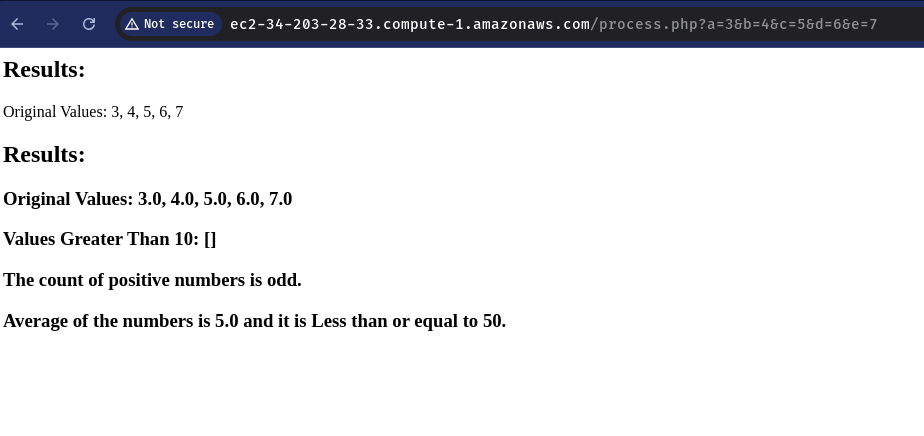 Not secure ec2-34-203-28-33.compute-1.amazonaws.com/process.php?a=3&b=4&c=5&d=6&e=7
Results:
Original Values: 3, 4, 5, 6, 7
Results:
Original Values: 3.0, 4.0, 5.0, 6.0, 7.0
Values Greater Than 10: []
The count of positive numbers is odd.
Average of the numbers is 5.0 and it is Less than or equal to 50.